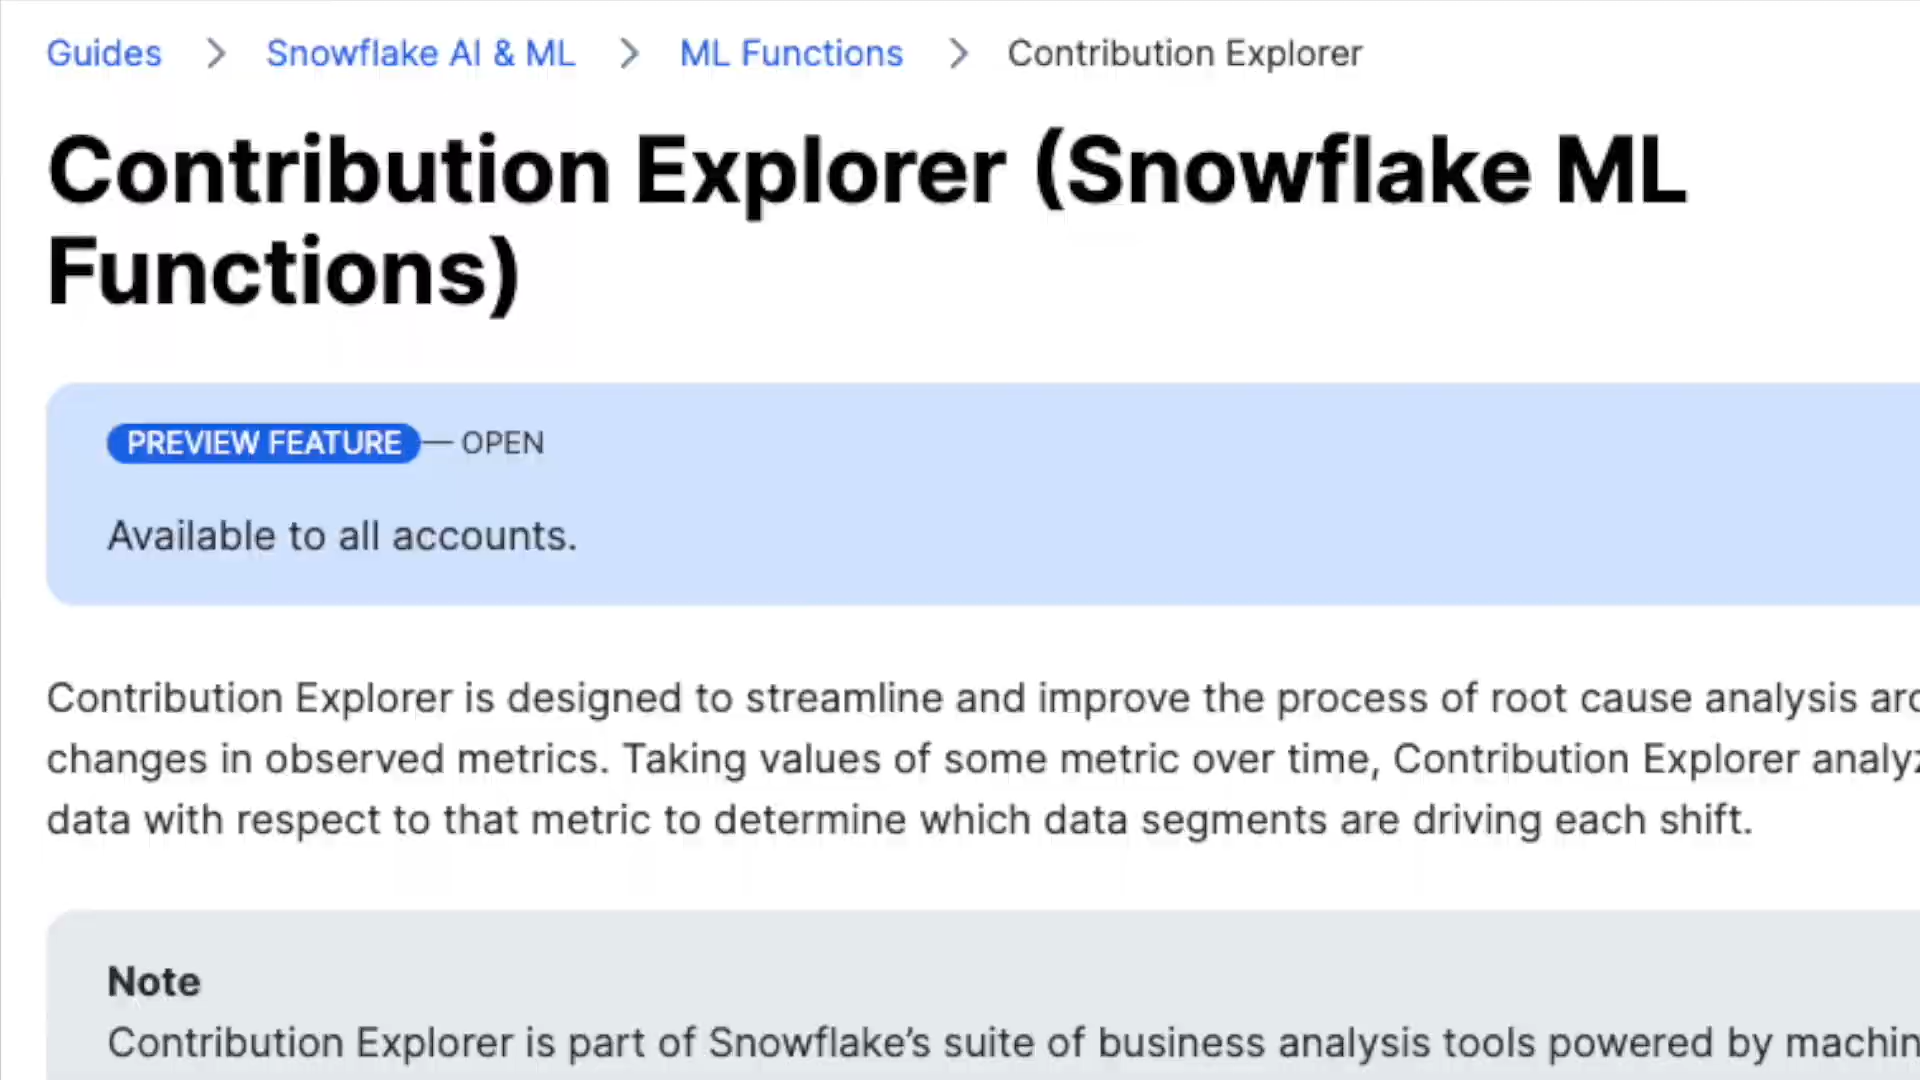 Guides > Snowflake AI & ML > ML Functions > Contribution Explorer
Contribution Explorer (Snowflake ML
Functions)
PREVIEW FEATURE — OPEN
Available to all accounts.
Contribution Explorer is designed to streamline and improve the process of root cause analysis
changes in observed metrics. Taking values of some metric over time, Contribution Explorer
data with respect to that metric to determine which data segments are driving each shift.
Note
Contribution Explorer is part of Snowflake’s suite of business analysis tools powered by